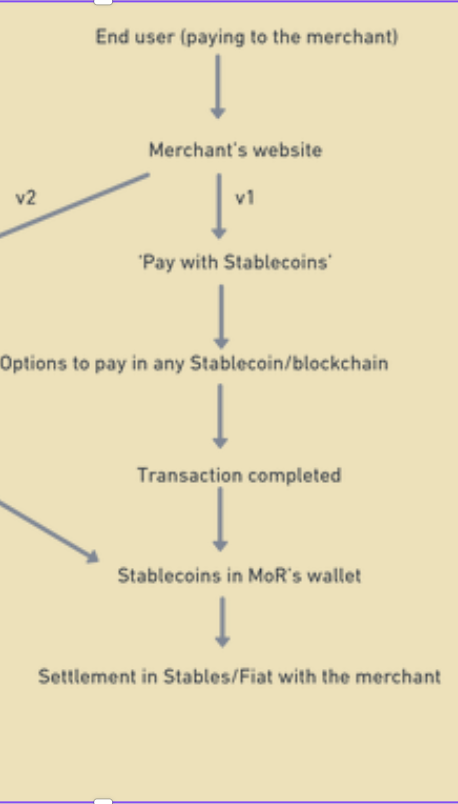 End user (paying to the merchant)
Merchant's website
v2
v1
'Pay with Stablecoins'
Options to pay in any Stablecoin/blockchain
Transaction completed
Stablecoins in MoR's wallet
Settlement in Stables/Fiat with the merchant